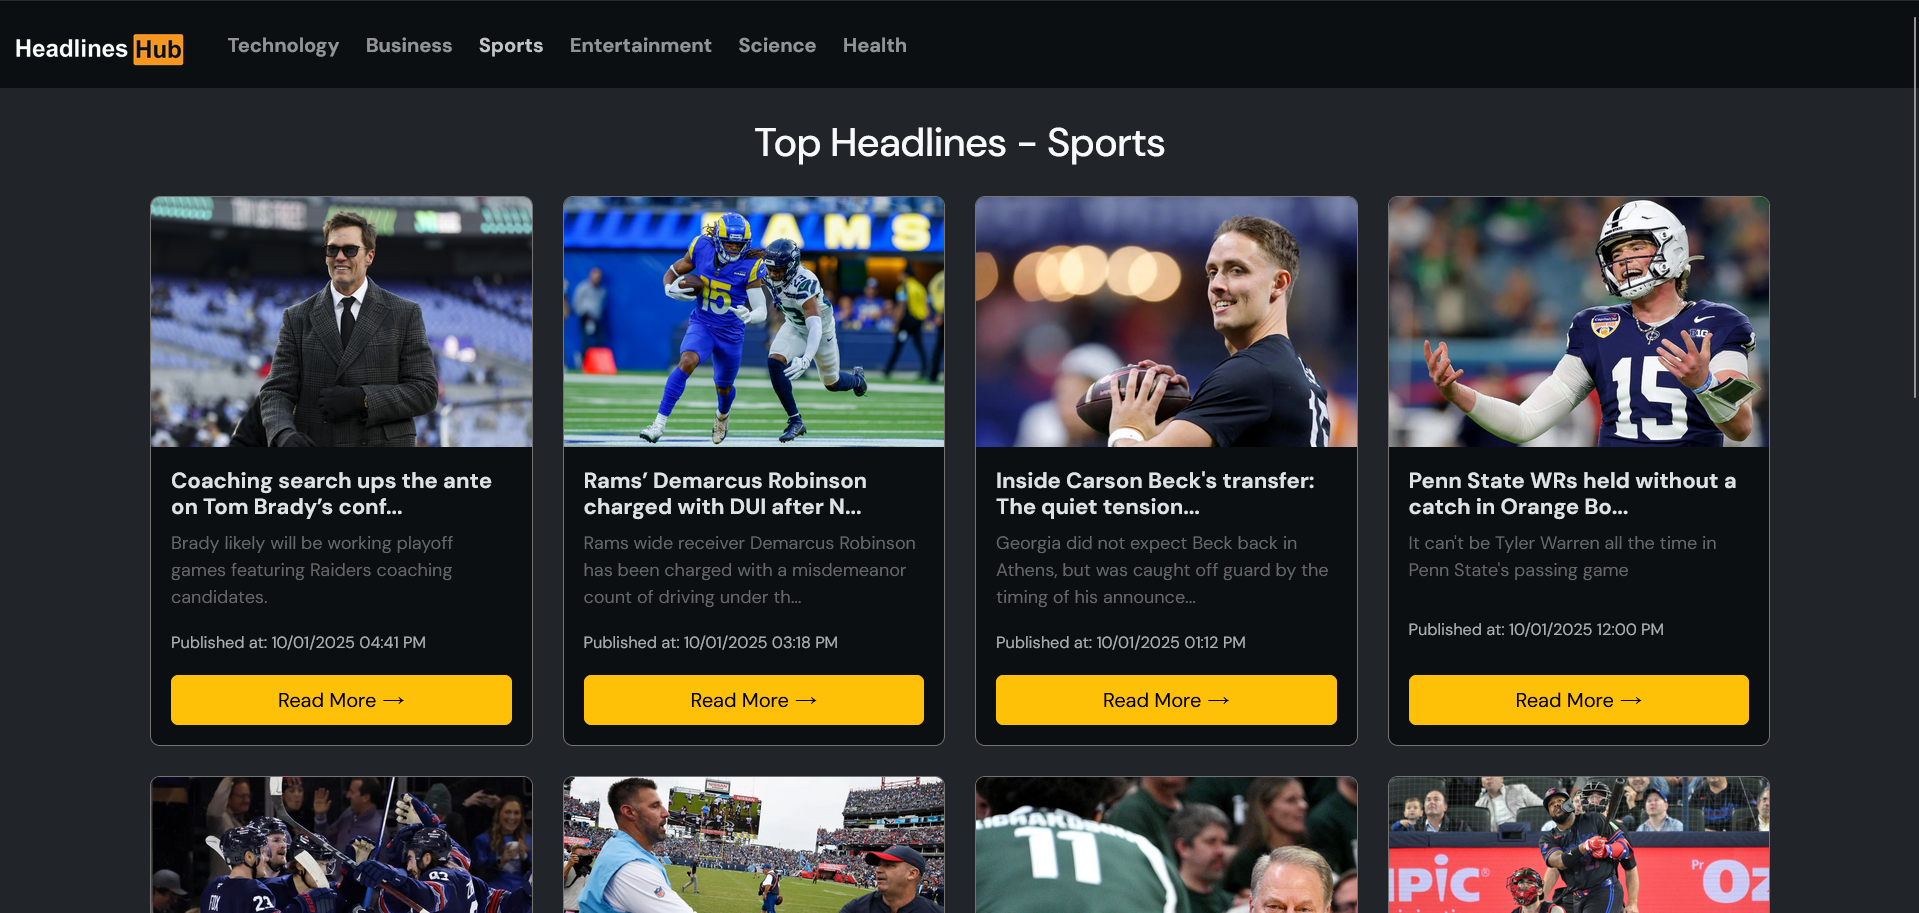 Headlines Hub
Technology Business Sports Entertainment Science Health
Top Headlines - Sports
RAMS
15
15
Coaching search ups the ante
on Tom Brady’s conf...
Brady likely will be working playoff
games featuring Raiders coaching
candidates.
Published at: 10/01/2025 04:41 PM
Read More →
Rams’ Demarcus Robinson
charged with DUI after N...
Rams wide receiver Demarcus Robinson
has been charged with a misdemeanor
count of driving under th...
Published at: 10/01/2025 03:18 PM
Read More →
Inside Carson Beck's transfer:
The quiet tension...
Georgia did not expect Beck back in
Athens, but was caught off guard by the
timing of his announce...
Published at: 10/01/2025 01:12 PM
Read More →
Penn State WRs held without a
catch in Orange Bo...
It can't be Tyler Warren all the time in
Penn State's passing game
Published at: 10/01/2025 12:00 PM
Read More →
FOX
23
93
11